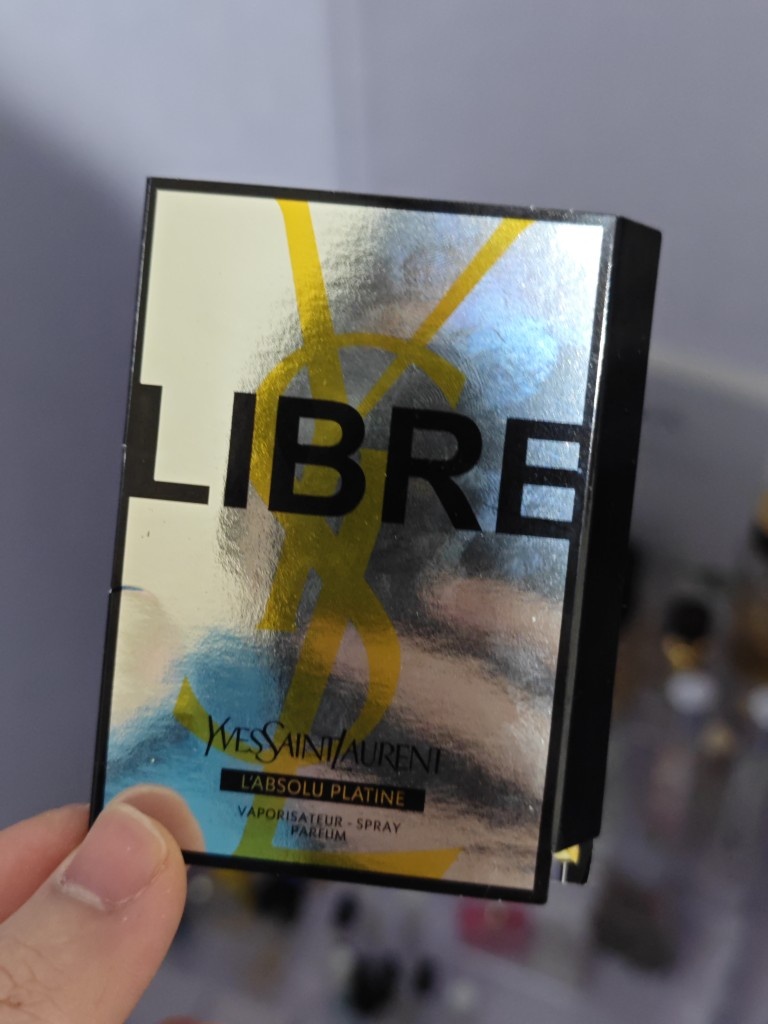 LIBRE
YVESSAINTLAURENT
L'ABSOLU PLATINE
VAPORISATEUR - SPRAY
PARFUM